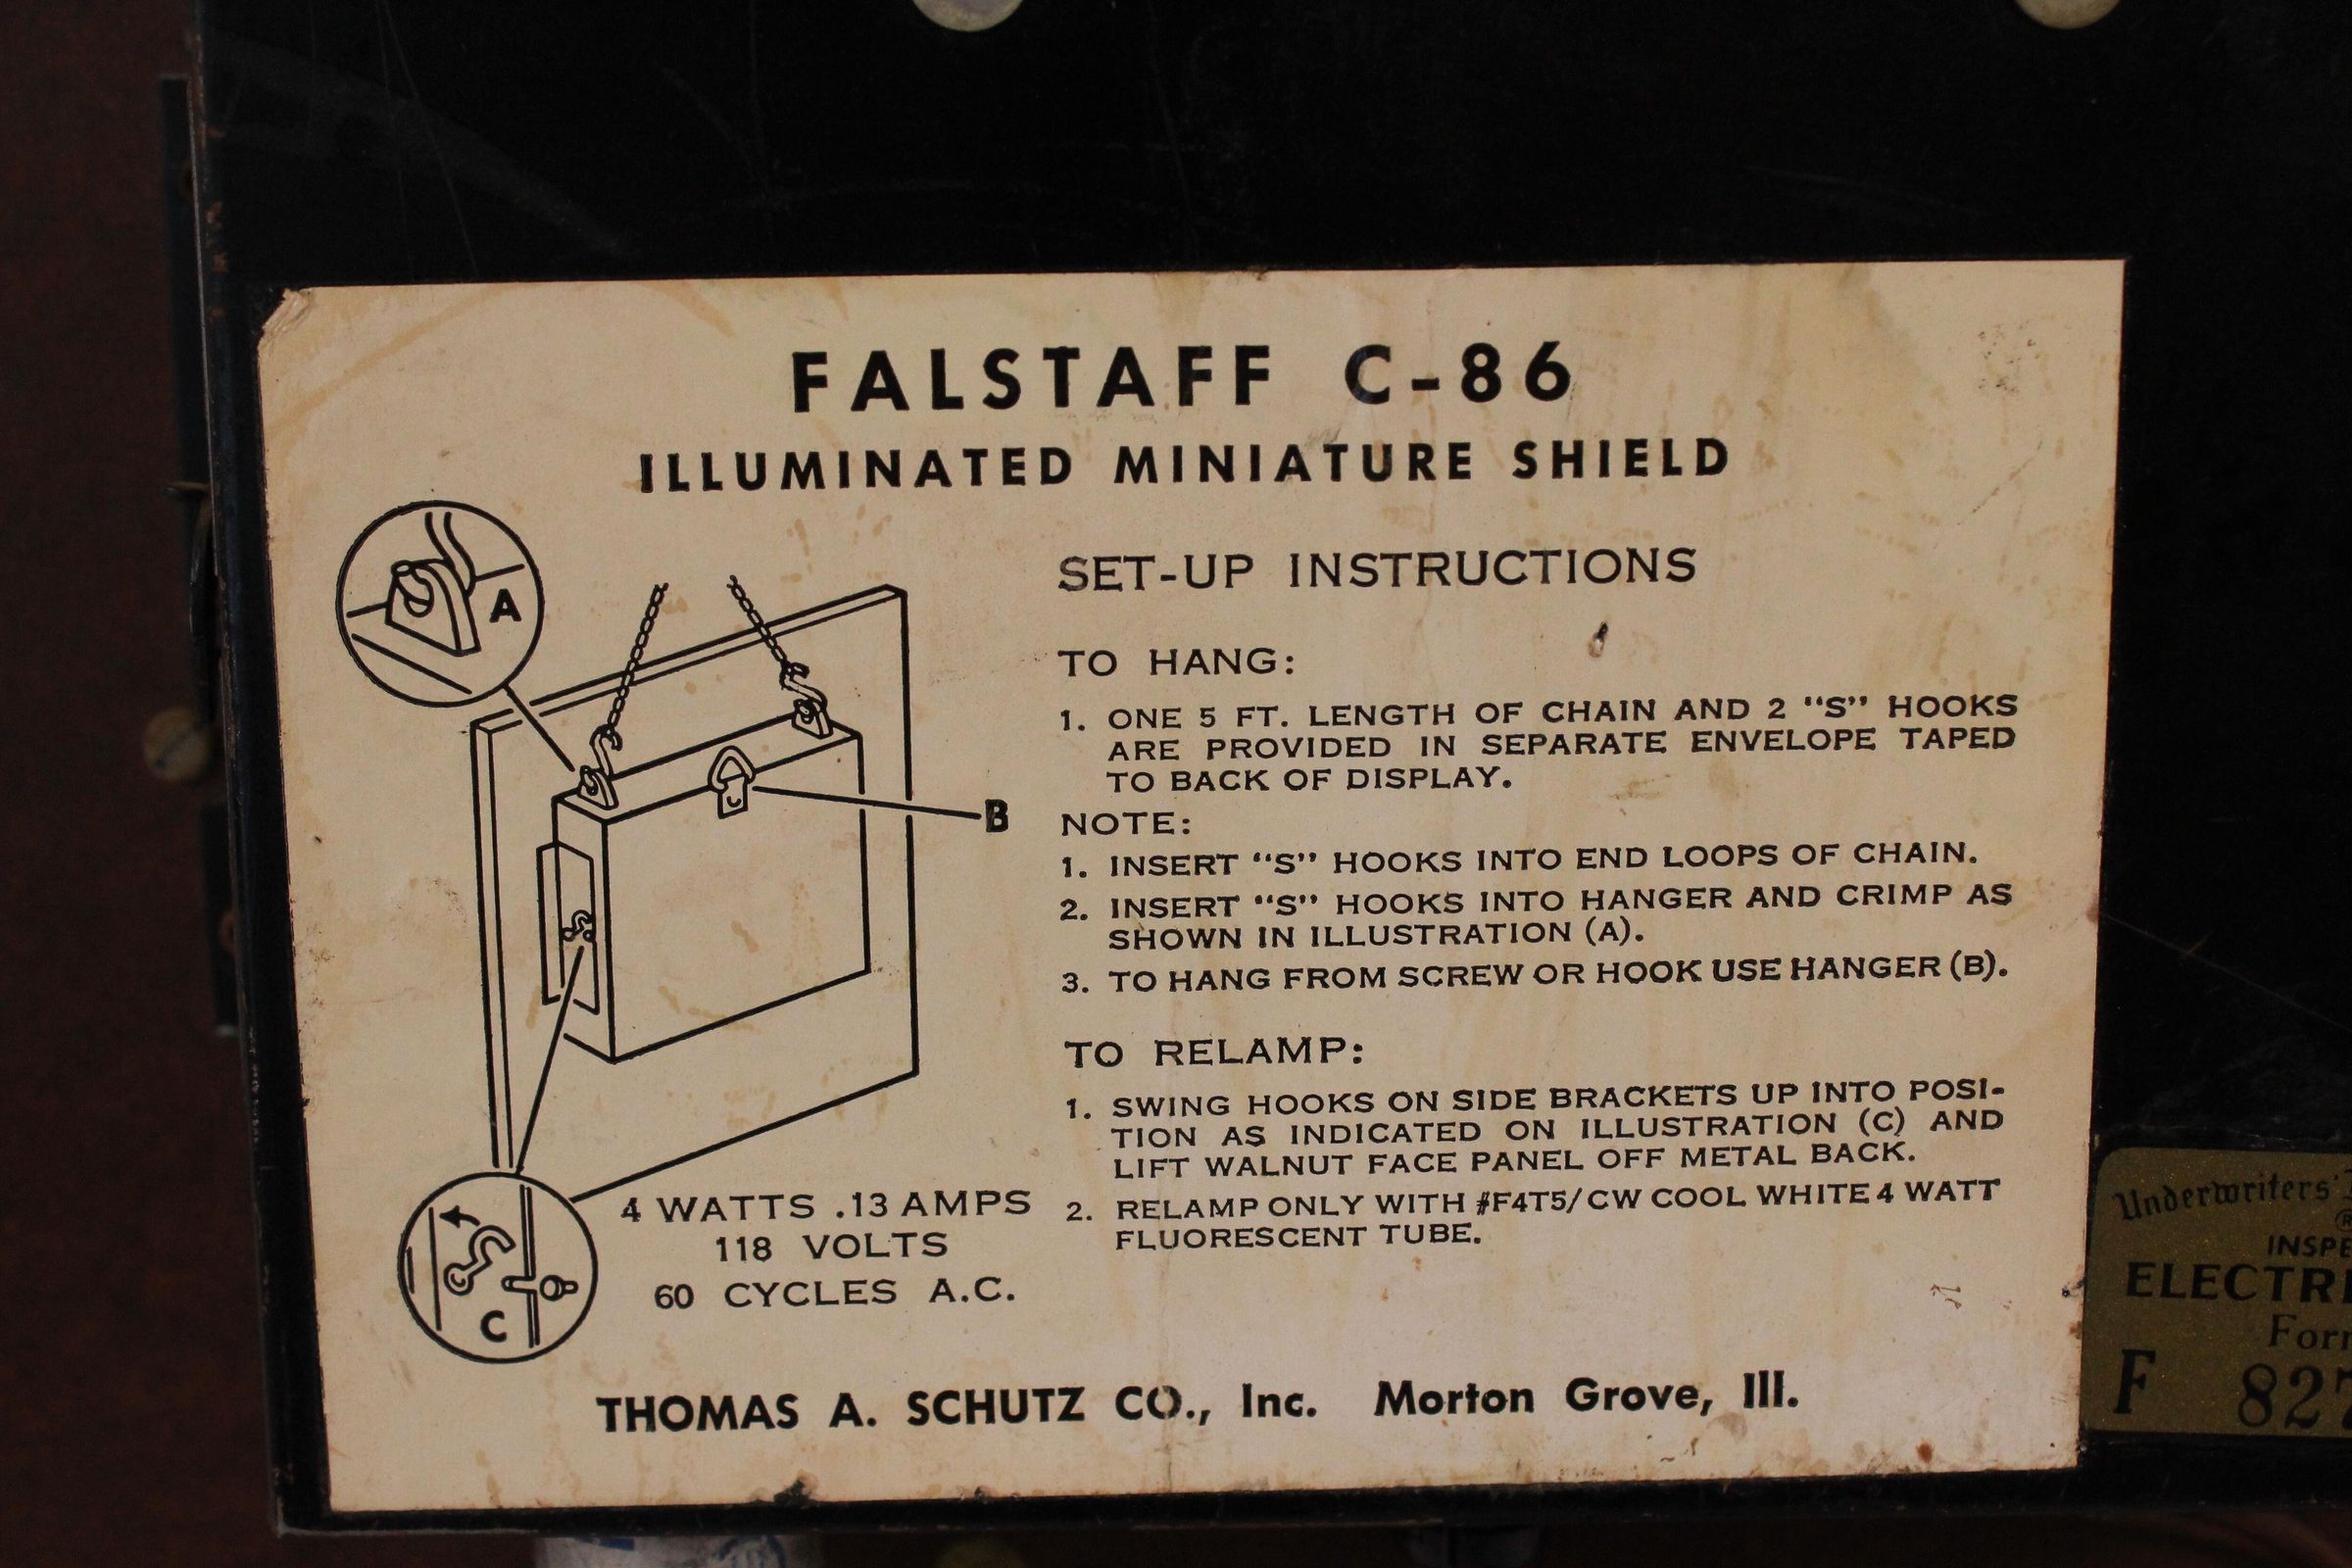 FALSTAFF C-86
ILLUMINATED MINIATURE SHIELD
A
B
C
SET-UP INSTRUCTIONS
TO HANG:
1. ONE 5 FT. LENGTH OF CHAIN AND 2 "S" HOOKS
ARE PROVIDED IN SEPARATE ENVELOPE TAPED
TO BACK OF DISPLAY.
NOTE:
1. INSERT "S" HOOKS INTO END LOOPS OF CHAIN.
2. INSERT "S" HOOKS INTO HANGER AND CRIMP AS
SHOWN IN ILLUSTRATION (A).
3. TO HANG FROM SCREW OR HOOK USE HANGER (B).
TO RELAMP:
1. SWING HOOKS ON SIDE BRACKETS UP INTO POSI-
TION AS INDICATED ON ILLUSTRATION (C) AND
LIFT WALNUT FACE PANEL OFF METAL BACK.
2. RELAMP ONLY WITH #F4T5/CW COOL WHITE 4 WATT
FLUORESCENT TUBE.
4 WATTS .13 AMPS
118 VOLTS
60 CYCLES A.C.
THOMAS A. SCHUTZ CO., Inc. Morton Grove, Ill.
Underwriters'
INSPE
ELECTRI
For
F 827